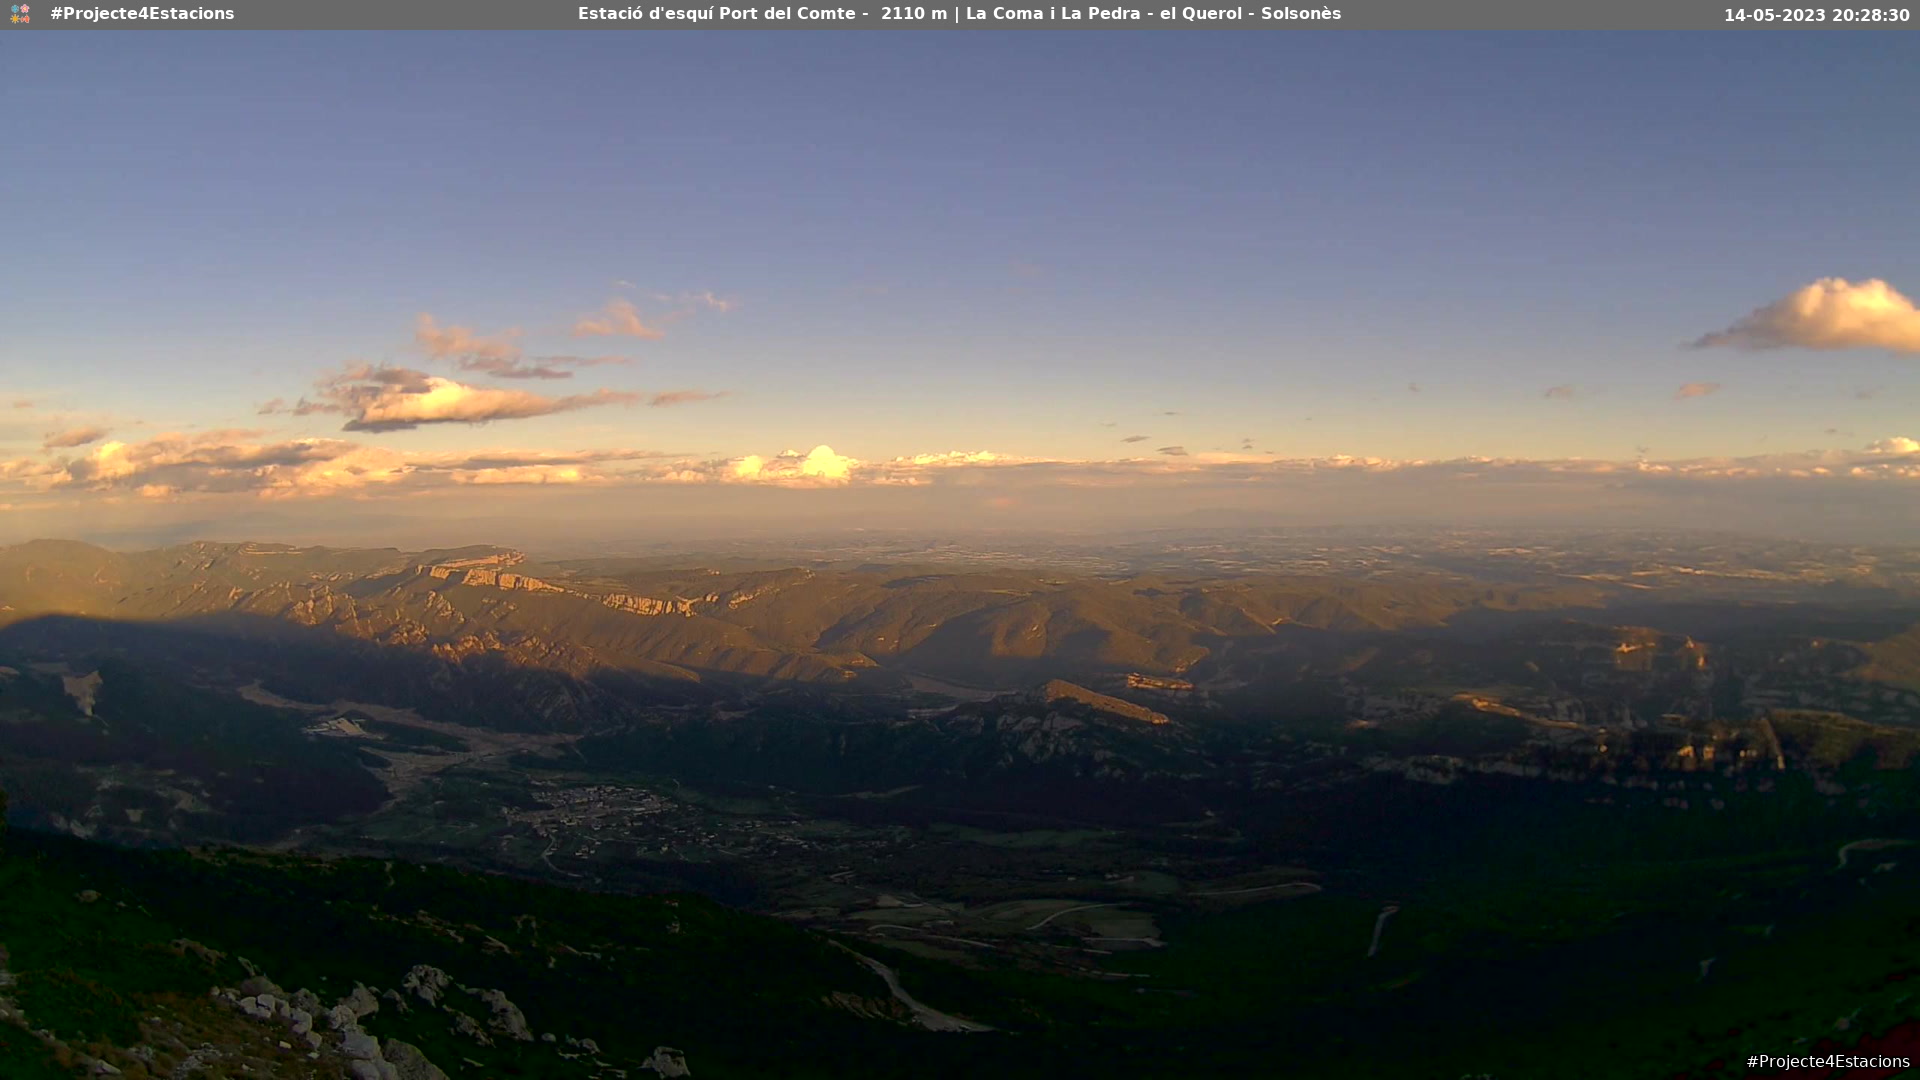 #Projecte4Estacions
Estació d'esquí Port del Comte -  2110 m | La Coma i La Pedra - el Querol - Solsonès
14-05-2023 20:28:30
#Projecte4Estacions